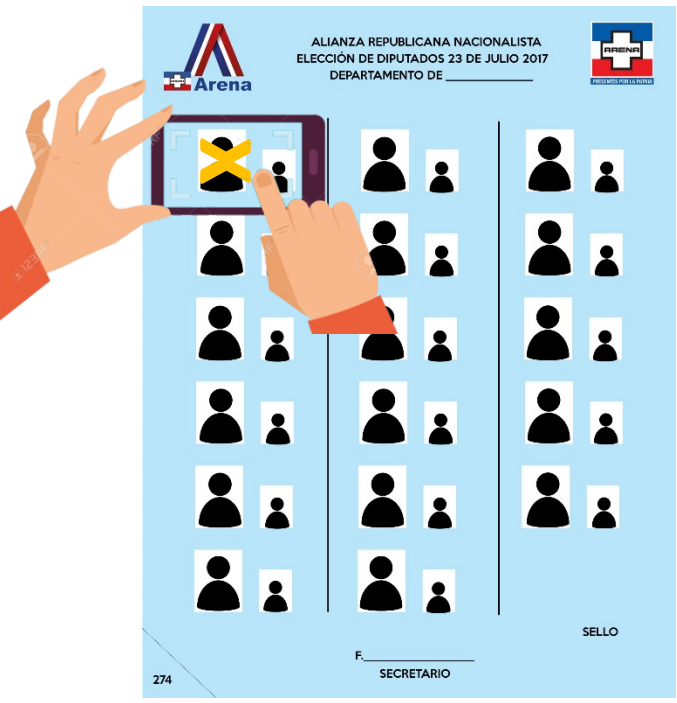 ALIANZA REPUBLICANA NACIONALISTA
ELECCIÓN DE DIPUTADOS 23 DE JULIO 2017
DEPARTAMENTO DE ______________
Arena
ARENA
PRESENTES POR LA PATRIA
SELLO
F.__________________
SECRETARIO
274